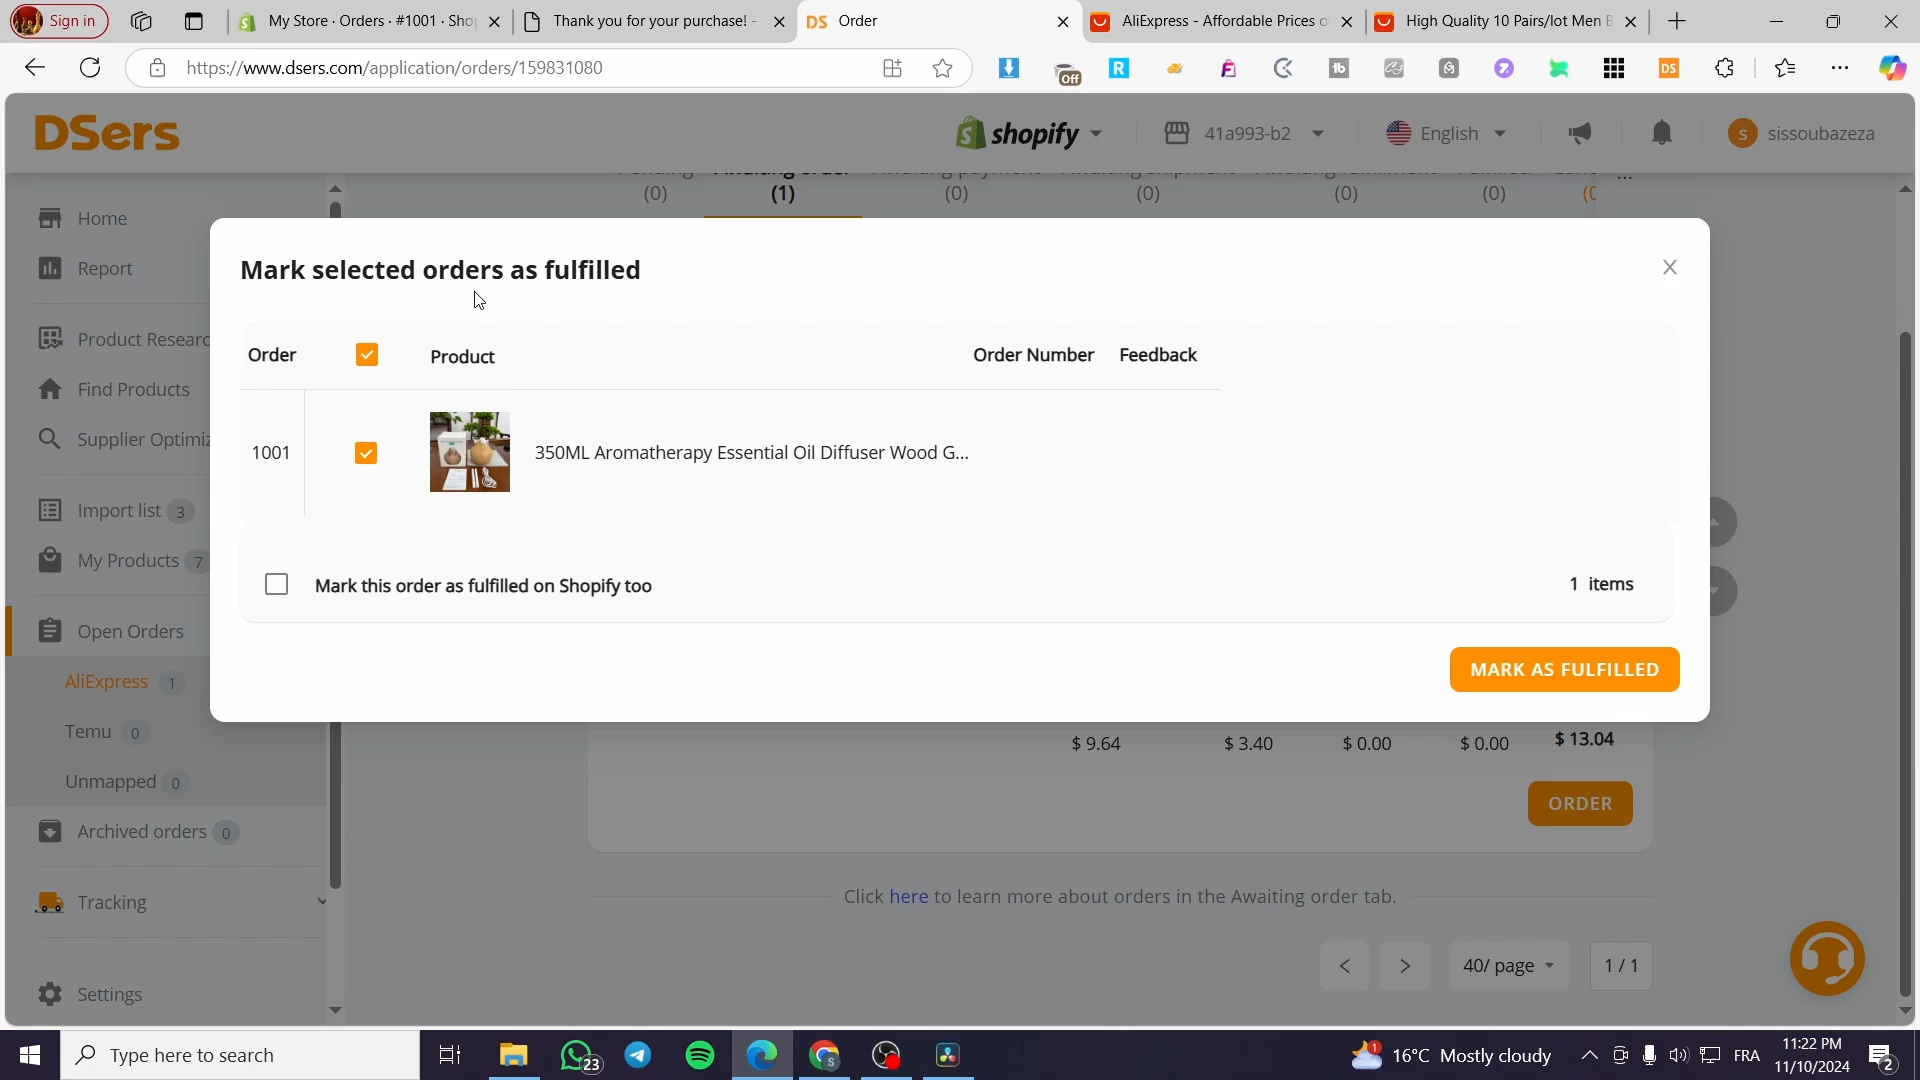 Sign in
My Store · Orders · #1001 · Sho
Thank you for your purchase! -
DS Order
AliExpress - Affordable Prices o
High Quality 10 Pairs/lot Men B
https://www.dsers.com/application/orders/159831080
Off
R
tb
DS
DSers
shopify
41a993-b2
English
S
sissoubazeza
(0)
(1)
(0)
(0)
(0)
(0)
...
Home
Report
Product Researc
Find Products
Supplier Optimiz
Import list 3
My Products 7
Open Orders
AliExpress 1
Temu 0
Unmapped 0
Archived orders 0
Tracking
Settings
Mark selected orders as fulfilled
Order
Product
Order Number
Feedback
1001
350ML Aromatherapy Essential Oil Diffuser Wood G...
Mark this order as fulfilled on Shopify too
1 items
MARK AS FULFILLED
$ 9.64
$ 3.40
$ 0.00
$ 0.00
$ 13.04
ORDER
Click here to learn more about orders in the Awaiting order tab.
40/ page
1 / 1
Type here to search
23
S
16°C Mostly cloudy
FRA
11:22 PM
11/10/2024
2